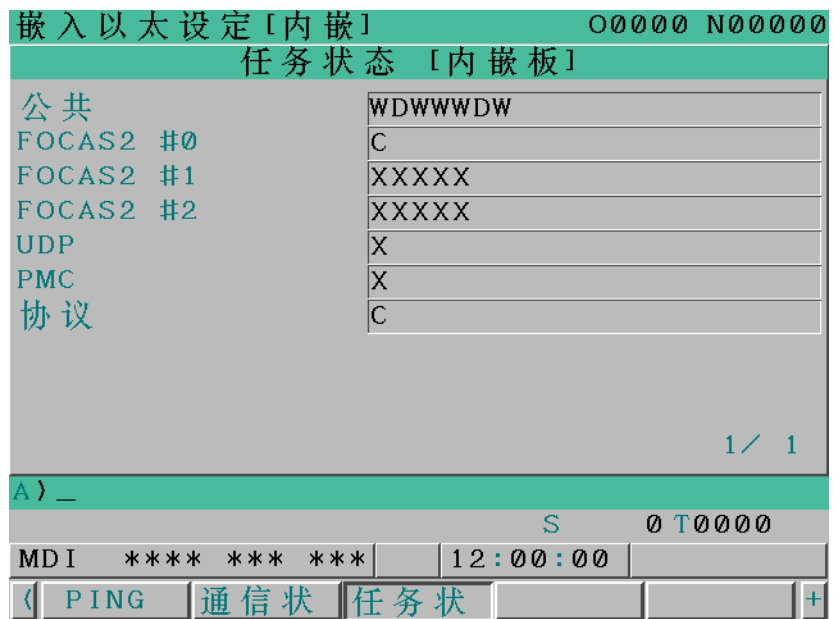 嵌入以太设定[内嵌] O0000 N00000
任务状态 [内嵌板]
公共 WDWWWDW
FOCAS2 #0 C
FOCAS2 #1 XXXXX
FOCAS2 #2 XXXXX
UDP X
PMC X
协议 C
1/ 1
A)_
S 0 T0000
MDI **** *** *** 12:00:00
( PING 通信状 任务状 +